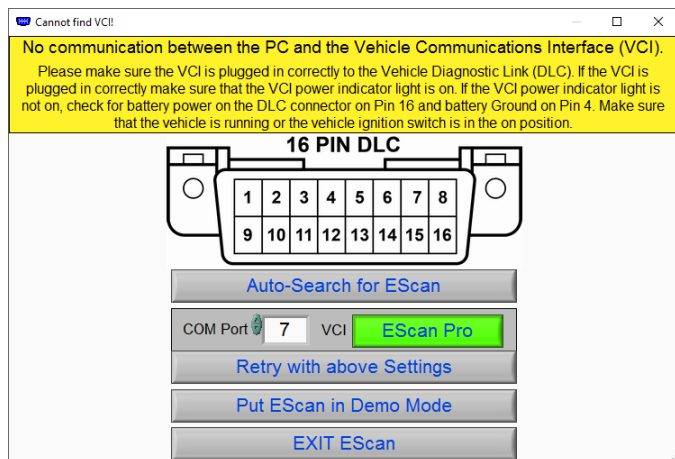 Cannot find VCI!
No communication between the PC and the Vehicle Communications Interface (VCI).
Please make sure the VCI is plugged in correctly to the Vehicle Diagnostic Link (DLC). If the VCI is
plugged in correctly make sure that the VCI power indicator light is on. If the VCI power indicator light is
not on, check for battery power on the DLC connector on Pin 16 and battery Ground on Pin 4. Make sure
that the vehicle is running or the vehicle ignition switch is in the on position.
16 PIN DLC
1 2 3 4 5 6 7 8
9 10 11 12 13 14 15 16
Auto-Search for EScan
COM Port 7 VCI EScan Pro
Retry with above Settings
Put EScan in Demo Mode
EXIT EScan